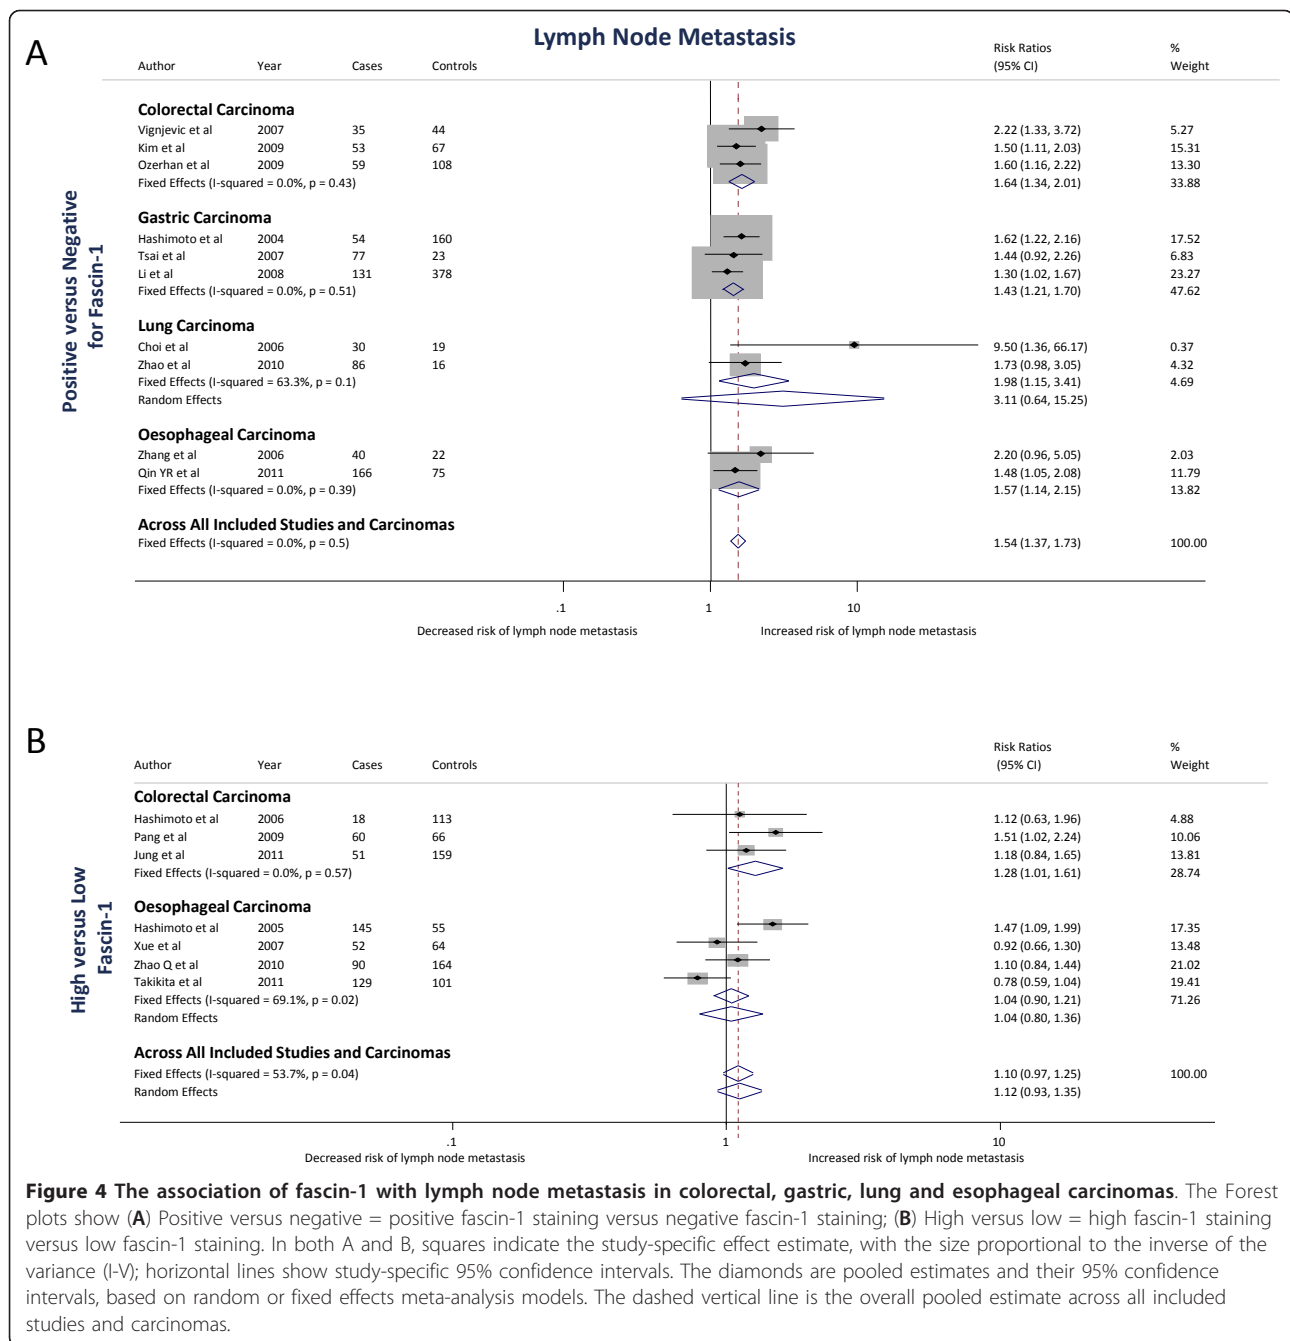 A
Lymph Node Metastasis
Author Year Cases Controls Risk Ratios (95% CI) % Weight
Positive versus Negative for Fascin-1
Colorectal Carcinoma
Vignjevic et al 2007 35 44 2.22 (1.33, 3.72) 5.27
Kim et al 2009 53 67 1.50 (1.11, 2.03) 15.31
Ozerhan et al 2009 59 108 1.60 (1.16, 2.22) 13.30
Fixed Effects (I-squared = 0.0%, p = 0.43) 1.64 (1.34, 2.01) 33.88
Gastric Carcinoma
Hashimoto et al 2004 54 160 1.62 (1.22, 2.16) 17.52
Tsai et al 2007 77 23 1.44 (0.92, 2.26) 6.83
Li et al 2008 131 378 1.30 (1.02, 1.67) 23.27
Fixed Effects (I-squared = 0.0%, p = 0.51) 1.43 (1.21, 1.70) 47.62
Lung Carcinoma
Choi et al 2006 30 19 9.50 (1.36, 66.17) 0.37
Zhao et al 2010 86 16 1.73 (0.98, 3.05) 4.32
Fixed Effects (I-squared = 63.3%, p = 0.1) 1.98 (1.15, 3.41) 4.69
Random Effects 3.11 (0.64, 15.25)
Oesophageal Carcinoma
Zhang et al 2006 40 22 2.20 (0.96, 5.05) 2.03
Qin YR et al 2011 166 75 1.48 (1.05, 2.08) 11.79
Fixed Effects (I-squared = 0.0%, p = 0.39) 1.57 (1.14, 2.15) 13.82
Across All Included Studies and Carcinomas
Fixed Effects (I-squared = 0.0%, p = 0.5) 1.54 (1.37, 1.73) 100.00
.1 1 10
Decreased risk of lymph node metastasis Increased risk of lymph node metastasis
B
Author Year Cases Controls Risk Ratios (95% CI) % Weight
High versus Low Fascin-1
Colorectal Carcinoma
Hashimoto et al 2006 18 113 1.12 (0.63, 1.96) 4.88
Pang et al 2009 60 66 1.51 (1.02, 2.24) 10.06
Jung et al 2011 51 159 1.18 (0.84, 1.65) 13.81
Fixed Effects (I-squared = 0.0%, p = 0.57) 1.28 (1.01, 1.61) 28.74
Oesophageal Carcinoma
Hashimoto et al 2005 145 55 1.47 (1.09, 1.99) 17.35
Xue et al 2007 52 64 0.92 (0.66, 1.30) 13.48
Zhao Q et al 2010 90 164 1.10 (0.84, 1.44) 21.02
Takikita et al 2011 129 101 0.78 (0.59, 1.04) 19.41
Fixed Effects (I-squared = 69.1%, p = 0.02) 1.04 (0.90, 1.21) 71.26
Random Effects 1.04 (0.80, 1.36)
Across All Included Studies and Carcinomas
Fixed Effects (I-squared = 53.7%, p = 0.04) 1.10 (0.97, 1.25) 100.00
Random Effects 1.12 (0.93, 1.35)
.1 1 10
Decreased risk of lymph node metastasis Increased risk of lymph node metastasis
Figure 4 The association of fascin-1 with lymph node metastasis in colorectal, gastric, lung and esophageal carcinomas. The Forest
plots show (A) Positive versus negative = positive fascin-1 staining versus negative fascin-1 staining; (B) High versus low = high fascin-1 staining
versus low fascin-1 staining. In both A and B, squares indicate the study-specific effect estimate, with the size proportional to the inverse of the
variance (I-V); horizontal lines show study-specific 95% confidence intervals. The diamonds are pooled estimates and their 95% confidence
intervals, based on random or fixed effects meta-analysis models. The dashed vertical line is the overall pooled estimate across all included
studies and carcinomas.